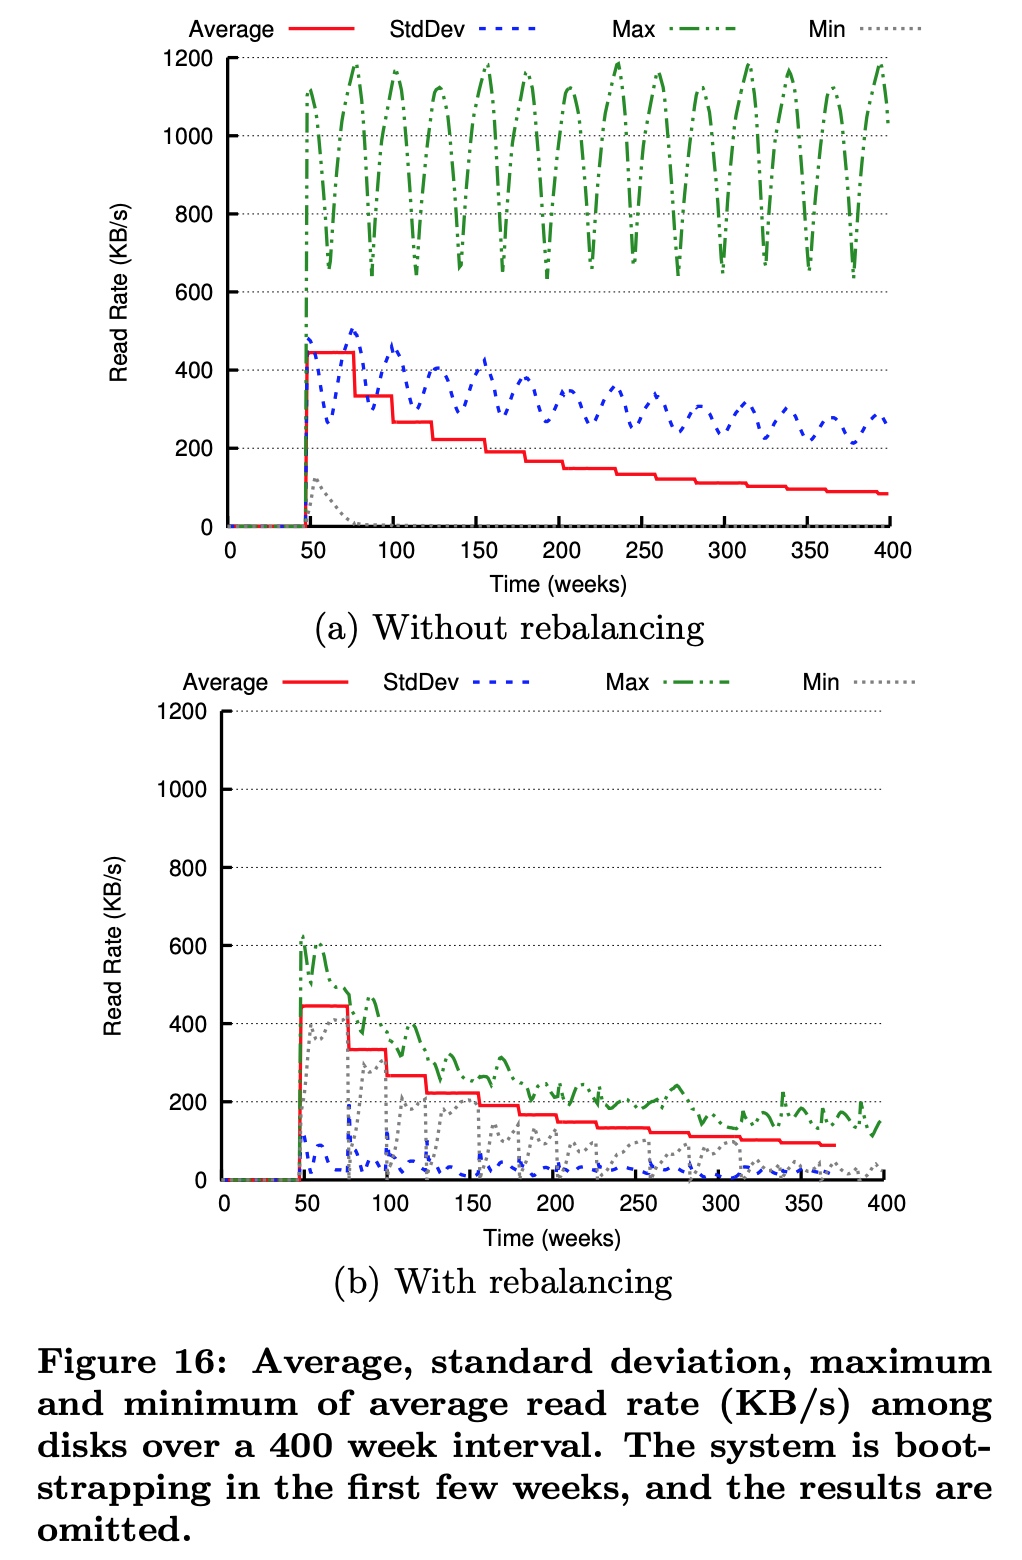 Average StdDev Max Min
1200
1000
800
600
400
200
0
Read Rate (KB/s)
0 50 100 150 200 250 300 350 400
Time (weeks)
(a) Without rebalancing
Average StdDev Max Min
1200
1000
800
600
400
200
0
Read Rate (KB/s)
0 50 100 150 200 250 300 350 400
Time (weeks)
(b) With rebalancing
Figure 16: Average, standard deviation, maximum
and minimum of average read rate (KB/s) among
disks over a 400 week interval. The system is boot-
strapping in the first few weeks, and the results are
omitted.